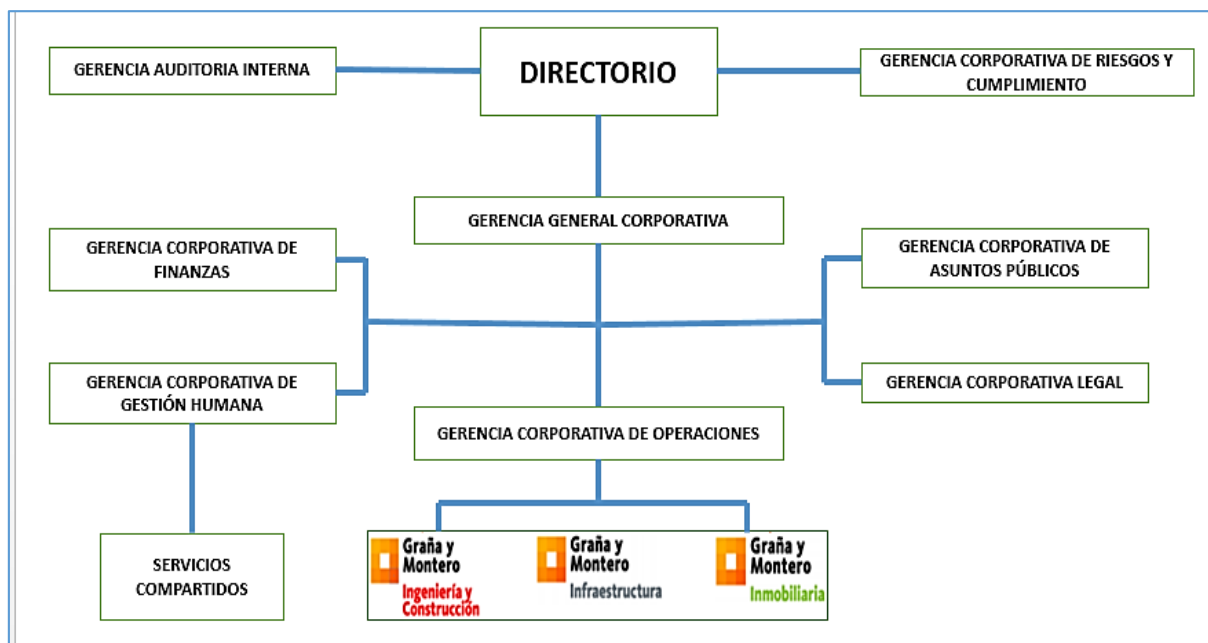 GERENCIA AUDITORIA INTERNA
DIRECTORIO
GERENCIA CORPORATIVA DE RIESGOS Y
CUMPLIMIENTO
GERENCIA GENERAL CORPORATIVA
GERENCIA CORPORATIVA DE
FINANZAS
GERENCIA CORPORATIVA DE
ASUNTOS PÚBLICOS
GERENCIA CORPORATIVA DE
GESTIÓN HUMANA
GERENCIA CORPORATIVA LEGAL
GERENCIA CORPORATIVA DE OPERACIONES
SERVICIOS
COMPARTIDOS
Graña y
Montero
Ingeniería y
Construcción
Graña y
Montero
Infraestructura
Graña y
Montero
Inmobiliaria